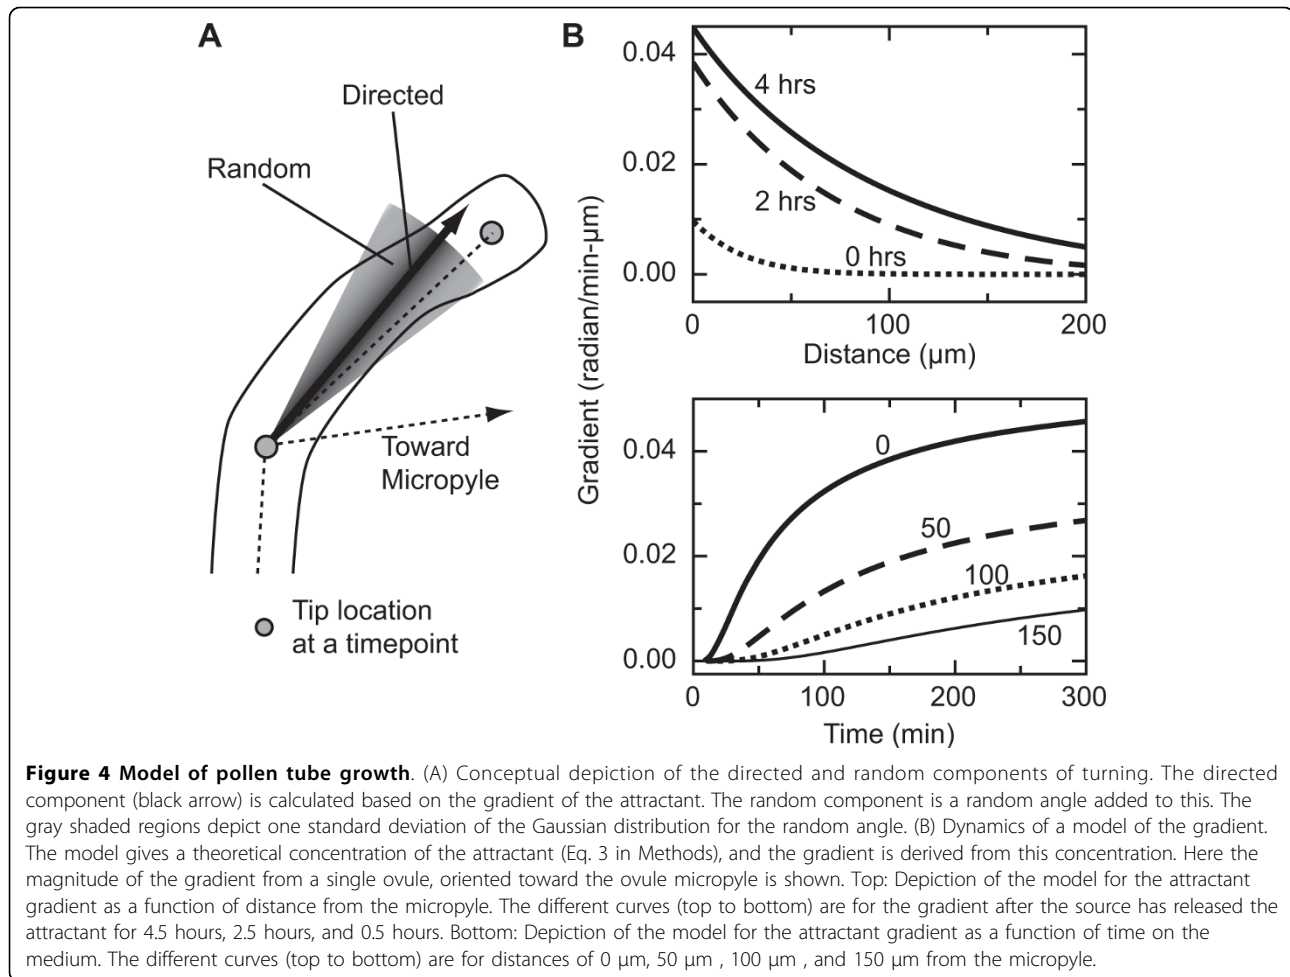 A
Directed
Random
Toward
Micropyle
Tip location
at a timepoint
B
Gradient (radian/min-μm)
0.04
0.02
0.00
4 hrs
2 hrs
0 hrs
0
100
200
Distance (μm)
0.04
0.02
0.00
0
50
100
150
0
100
200
300
Time (min)
Figure 4 Model of pollen tube growth. (A) Conceptual depiction of the directed and random components of turning. The directed
component (black arrow) is calculated based on the gradient of the attractant. The random component is a random angle added to this. The
gray shaded regions depict one standard deviation of the Gaussian distribution for the random angle. (B) Dynamics of a model of the gradient.
The model gives a theoretical concentration of the attractant (Eq. 3 in Methods), and the gradient is derived from this concentration. Here the
magnitude of the gradient from a single ovule, oriented toward the ovule micropyle is shown. Top: Depiction of the model for the attractant
gradient as a function of distance from the micropyle. The different curves (top to bottom) are for the gradient after the source has released the
attractant for 4.5 hours, 2.5 hours, and 0.5 hours. Bottom: Depiction of the model for the attractant gradient as a function of time on the
medium. The different curves (top to bottom) are for distances of 0 μm, 50 μm , 100 μm , and 150 μm from the micropyle.